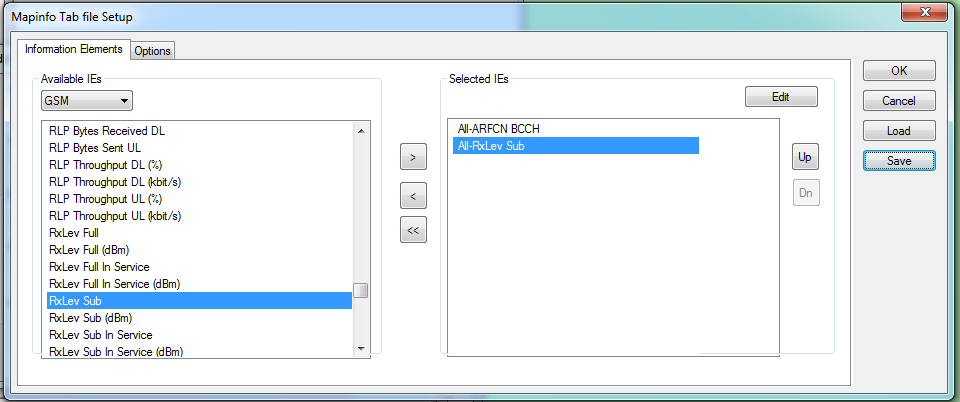 Mapinfo Tab file Setup
Information Elements
Options
Available IEs
GSM
RLP Bytes Received DL
RLP Bytes Sent UL
RLP Throughput DL (%)
RLP Throughput DL (kbit/s)
RLP Throughput UL (%)
RLP Throughput UL (kbit/s)
RxLev Full
RxLev Full (dBm)
RxLev Full In Service
RxLev Full In Service (dBm)
RxLev Sub
RxLev Sub (dBm)
RxLev Sub In Service
RxLev Sub In Service (dBm)
>
<
<<
Selected IEs
Edit
All-ARFCN BCCH
All-RxLev Sub
Up
Dn
OK
Cancel
Load
Save